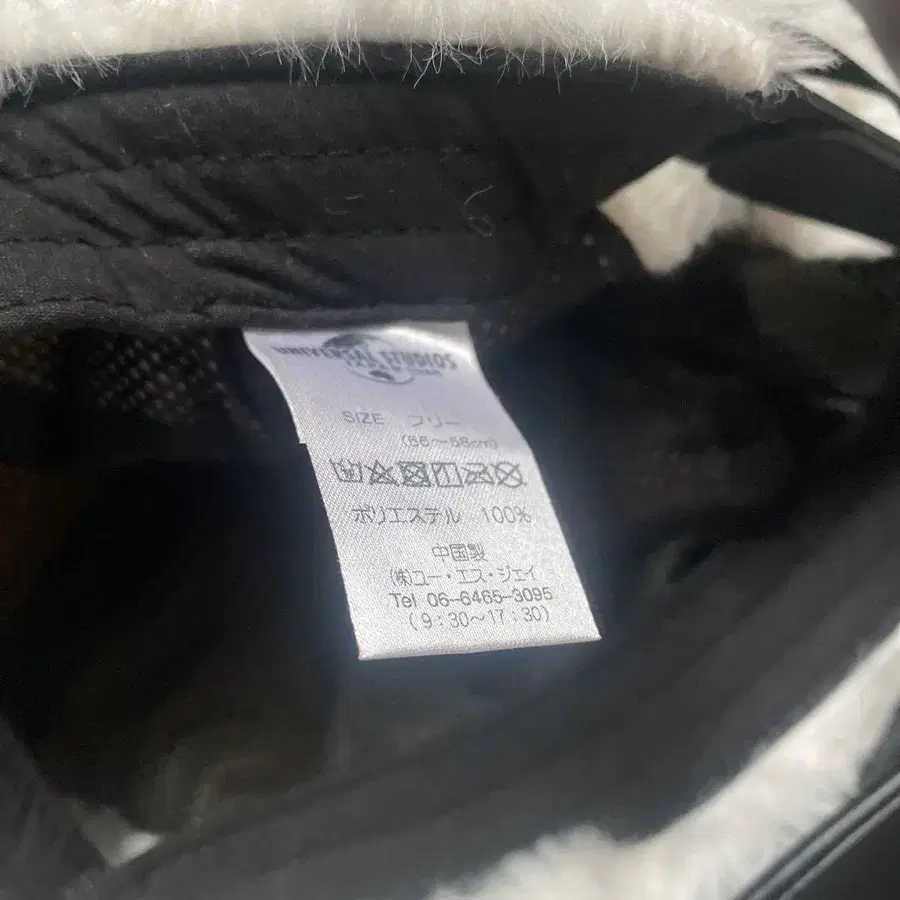 UNIVERSAL STUDIOS
JAPAN
SIZE フリー
(56～58cm)
ポリエステル 100%
中国製
(株)ユー・エス・ジェイ
Tel 06-6465-3095
(9:30～17:30)